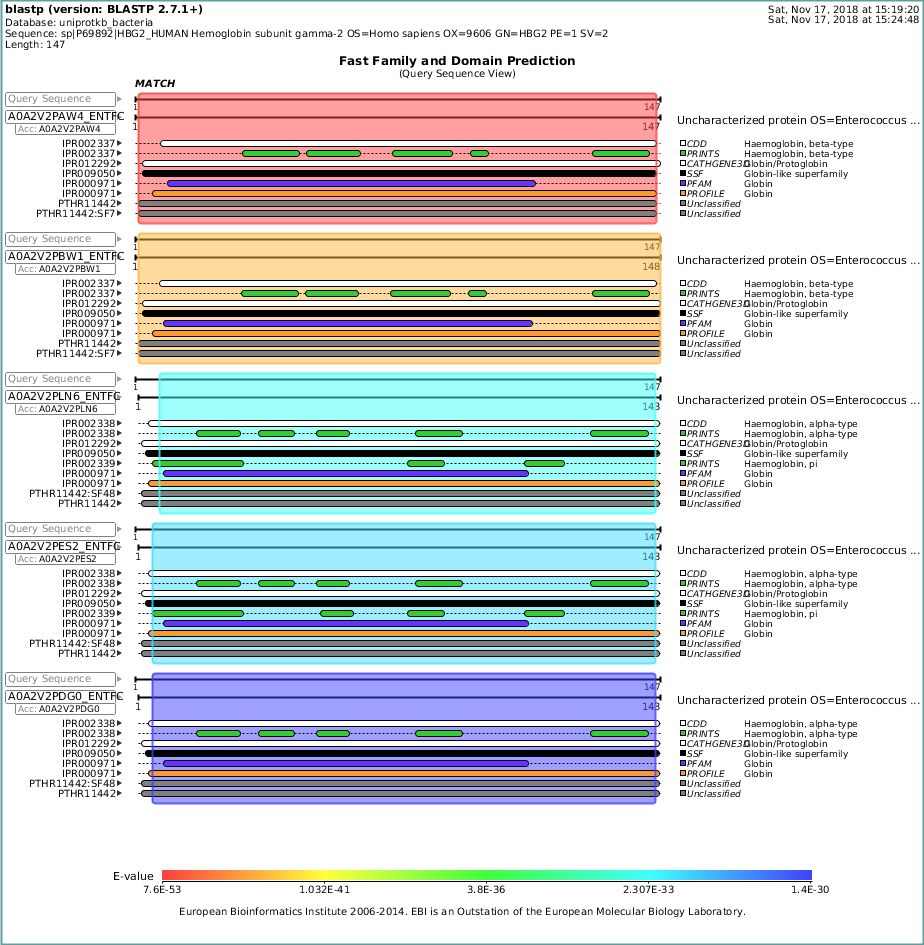 blastp (version: BLASTP 2.7.1+)
Sat, Nov 17, 2018 at 15:19:20
Database: uniprotkb_bacteria
Sat, Nov 17, 2018 at 15:24:48
Sequence: sp|P69892|HBG2_HUMAN Hemoglobin subunit gamma-2 OS=Homo sapiens OX=9606 GN=HBG2 PE=1 SV=2
Length: 147
Fast Family and Domain Prediction
(Query Sequence View)
MATCH
Query Sequence
1 147
A0A2V2PAW4_ENTFC Uncharacterized protein OS=Enterococcus ...
Acc: A0A2V2PAW4 1 147
IPR002337 CDD Haemoglobin, beta-type
IPR002337 PRINTS Haemoglobin, beta-type
IPR012292 CATHGENE3D Globin/Protoglobin
IPR009050 SSF Globin-like superfamily
IPR000971 PFAM Globin
IPR000971 PROFILE Globin
PTHR11442 Unclassified
PTHR11442:SF7 Unclassified
Query Sequence
1 147
A0A2V2PBW1_ENTFC Uncharacterized protein OS=Enterococcus ...
Acc: A0A2V2PBW1 1 148
IPR002337 CDD Haemoglobin, beta-type
IPR002337 PRINTS Haemoglobin, beta-type
IPR012292 CATHGENE3D Globin/Protoglobin
IPR009050 SSF Globin-like superfamily
IPR000971 PFAM Globin
IPR000971 PROFILE Globin
PTHR11442 Unclassified
PTHR11442:SF7 Unclassified
Query Sequence
1 147
A0A2V2PLN6_ENTFC Uncharacterized protein OS=Enterococcus ...
Acc: A0A2V2PLN6 1 143
IPR002338 CDD Haemoglobin, alpha-type
IPR002338 PRINTS Haemoglobin, alpha-type
IPR012292 CATHGENE3D Globin/Protoglobin
IPR009050 SSF Globin-like superfamily
IPR002339 PRINTS Haemoglobin, pi
IPR000971 PFAM Globin
IPR000971 PROFILE Globin
PTHR11442:SF48 Unclassified
PTHR11442 Unclassified
Query Sequence
1 147
A0A2V2PES2_ENTFC Uncharacterized protein OS=Enterococcus ...
Acc: A0A2V2PES2 1 143
IPR002338 CDD Haemoglobin, alpha-type
IPR002338 PRINTS Haemoglobin, alpha-type
IPR012292 CATHGENE3D Globin/Protoglobin
IPR009050 SSF Globin-like superfamily
IPR002339 PRINTS Haemoglobin, pi
IPR000971 PFAM Globin
IPR000971 PROFILE Globin
PTHR11442:SF48 Unclassified
PTHR11442 Unclassified
Query Sequence
1 147
A0A2V2PDG0_ENTFC Uncharacterized protein OS=Enterococcus ...
Acc: A0A2V2PDG0 1 143
IPR002338 CDD Haemoglobin, alpha-type
IPR002338 PRINTS Haemoglobin, alpha-type
IPR012292 CATHGENE3D Globin/Protoglobin
IPR009050 SSF Globin-like superfamily
IPR000971 PFAM Globin
IPR000971 PROFILE Globin
PTHR11442:SF48 Unclassified
PTHR11442 Unclassified
E-value
7.6E-53 1.032E-41 3.8E-36 2.207E-33 1.4E-30
European Bioinformatics Institute 2006-2014. EBI is an Outstation of the European Molecular Biology Laboratory.